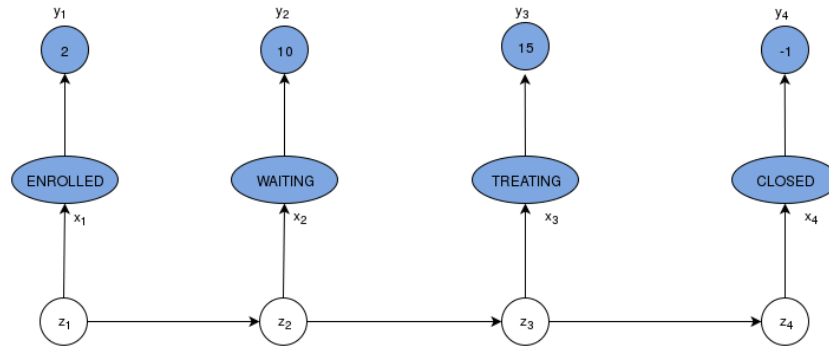 y1 y2 y3 y4
2 10 15 -1
ENROLLED WAITING TREATING CLOSED
x1 x2 x3 x4
z1 z2 z3 z4